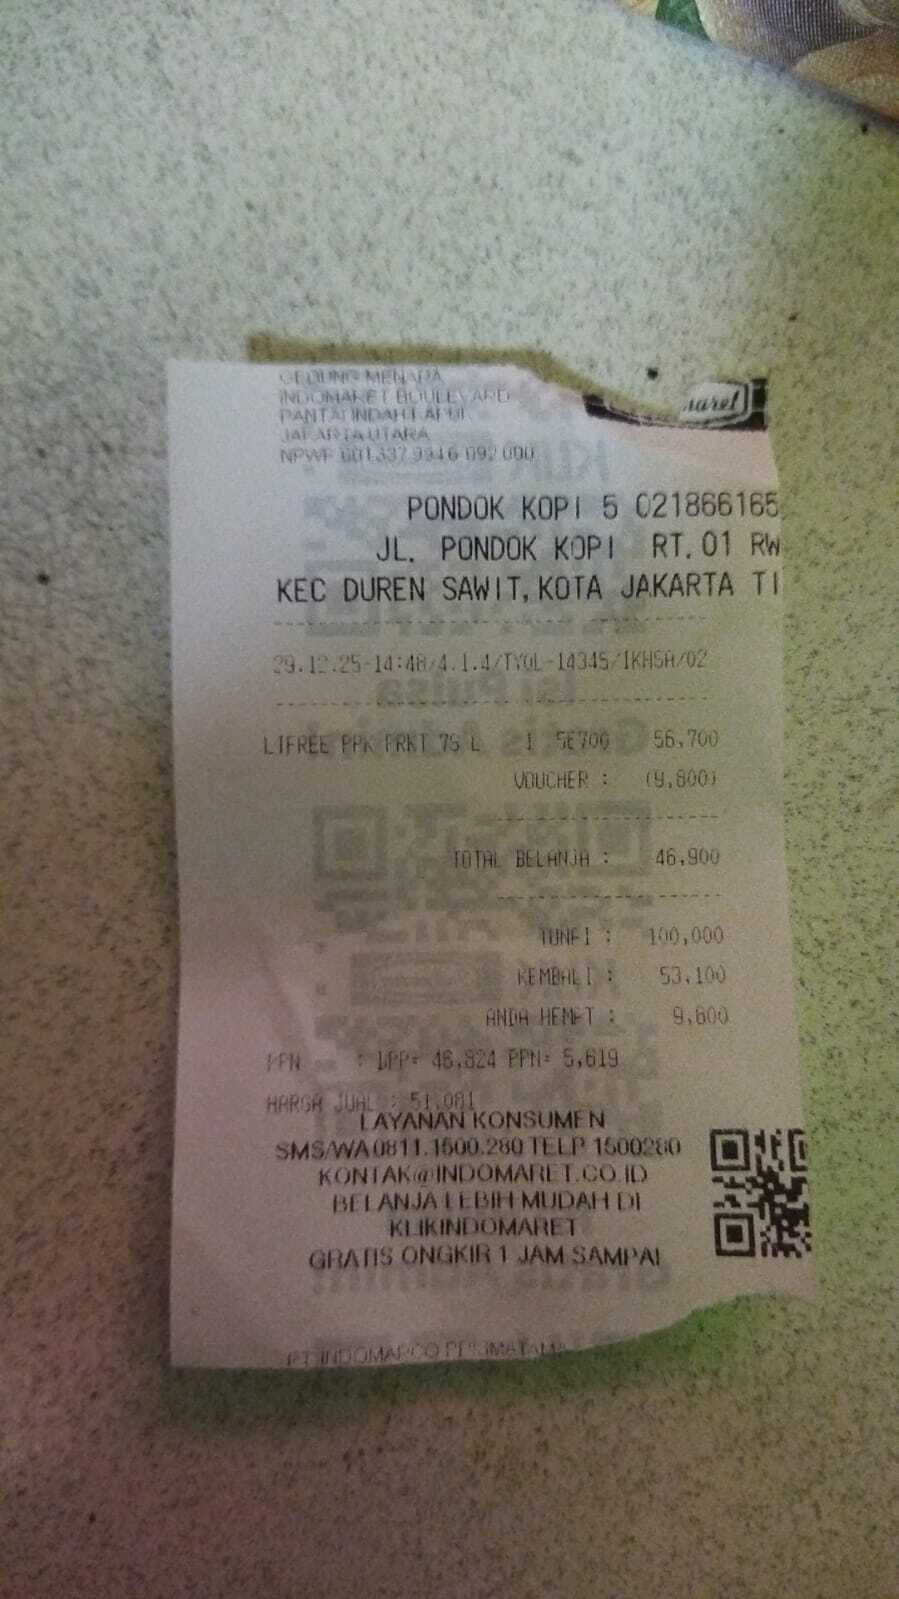 GEDUNG MENARA
INDOMARET BOULEVARD
PANTAI INDAH KAPUK
JAKARTA UTARA
NPWP 001.337.994.6-092.000
maret
PONDOK KOPI 5 021866165
JL. PONDOK KOPI RT.01 RW
KEC DUREN SAWIT,KOTA JAKARTA TI
29.12.25-14:48/4.1.4/TYOL-14345/IKHSA/02
LIFREE PPK PRKT 7S L 1 56700 56,700
VOUCHER : (9,800)
TOTAL BELANJA : 46,900
TUNAI : 100,000
KEMBALI : 53,100
ANDA HEMAT : 9,800
PPN : DPP= 46,824 PPN= 5,619
HARGA JUAL : 51,081
LAYANAN KONSUMEN
SMS/WA 0811.1500.280 TELP 1500280
KONTAK@INDOMARET.CO.ID
BELANJA LEBIH MUDAH DI
KLIKINDOMARET
GRATIS ONGKIR 1 JAM SAMPAI
PT INDOMARCO PRISMATAMA